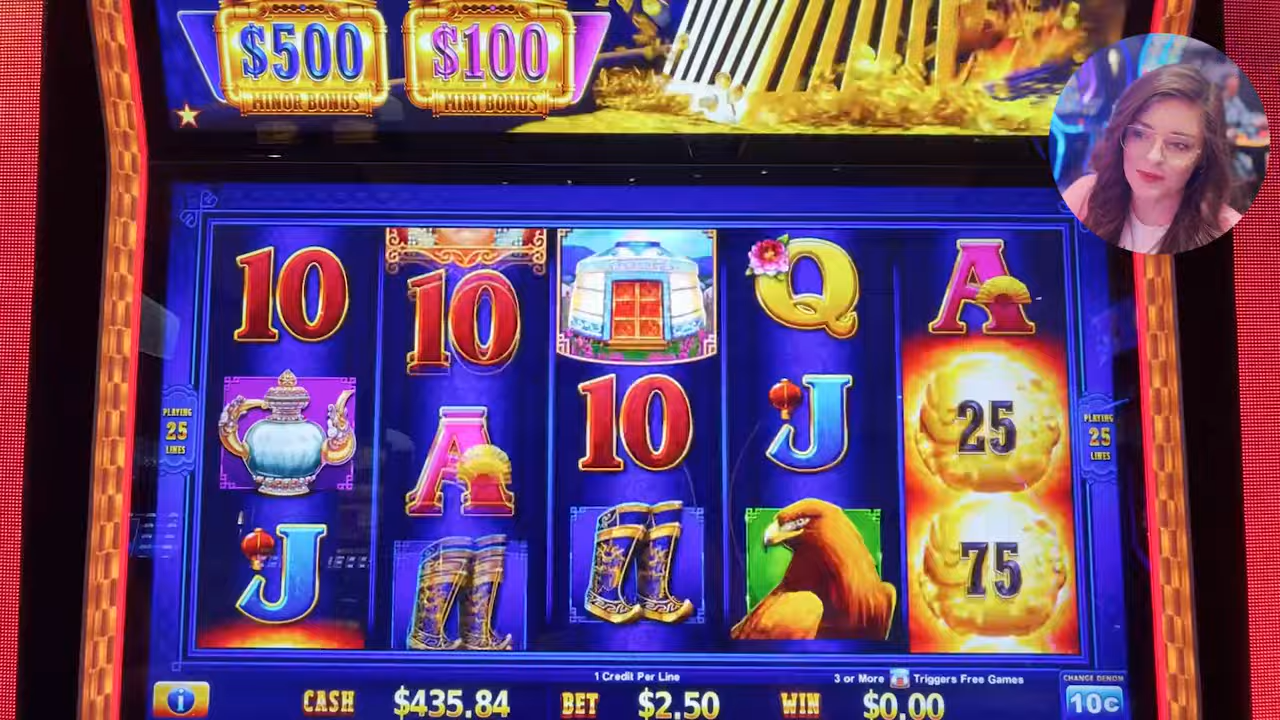 $500
$100
MINOR BONUS
MINI BONUS
10
10
Q
A
PLAYING
25
LINES
A
10
J
25
PLAYING
25
LINES
J
75
1 Credit Per Line
3 or More Triggers Free Games
CHANGE DENOM
i
CASH $435.84
BET $2.50
WIN $0.00
10¢